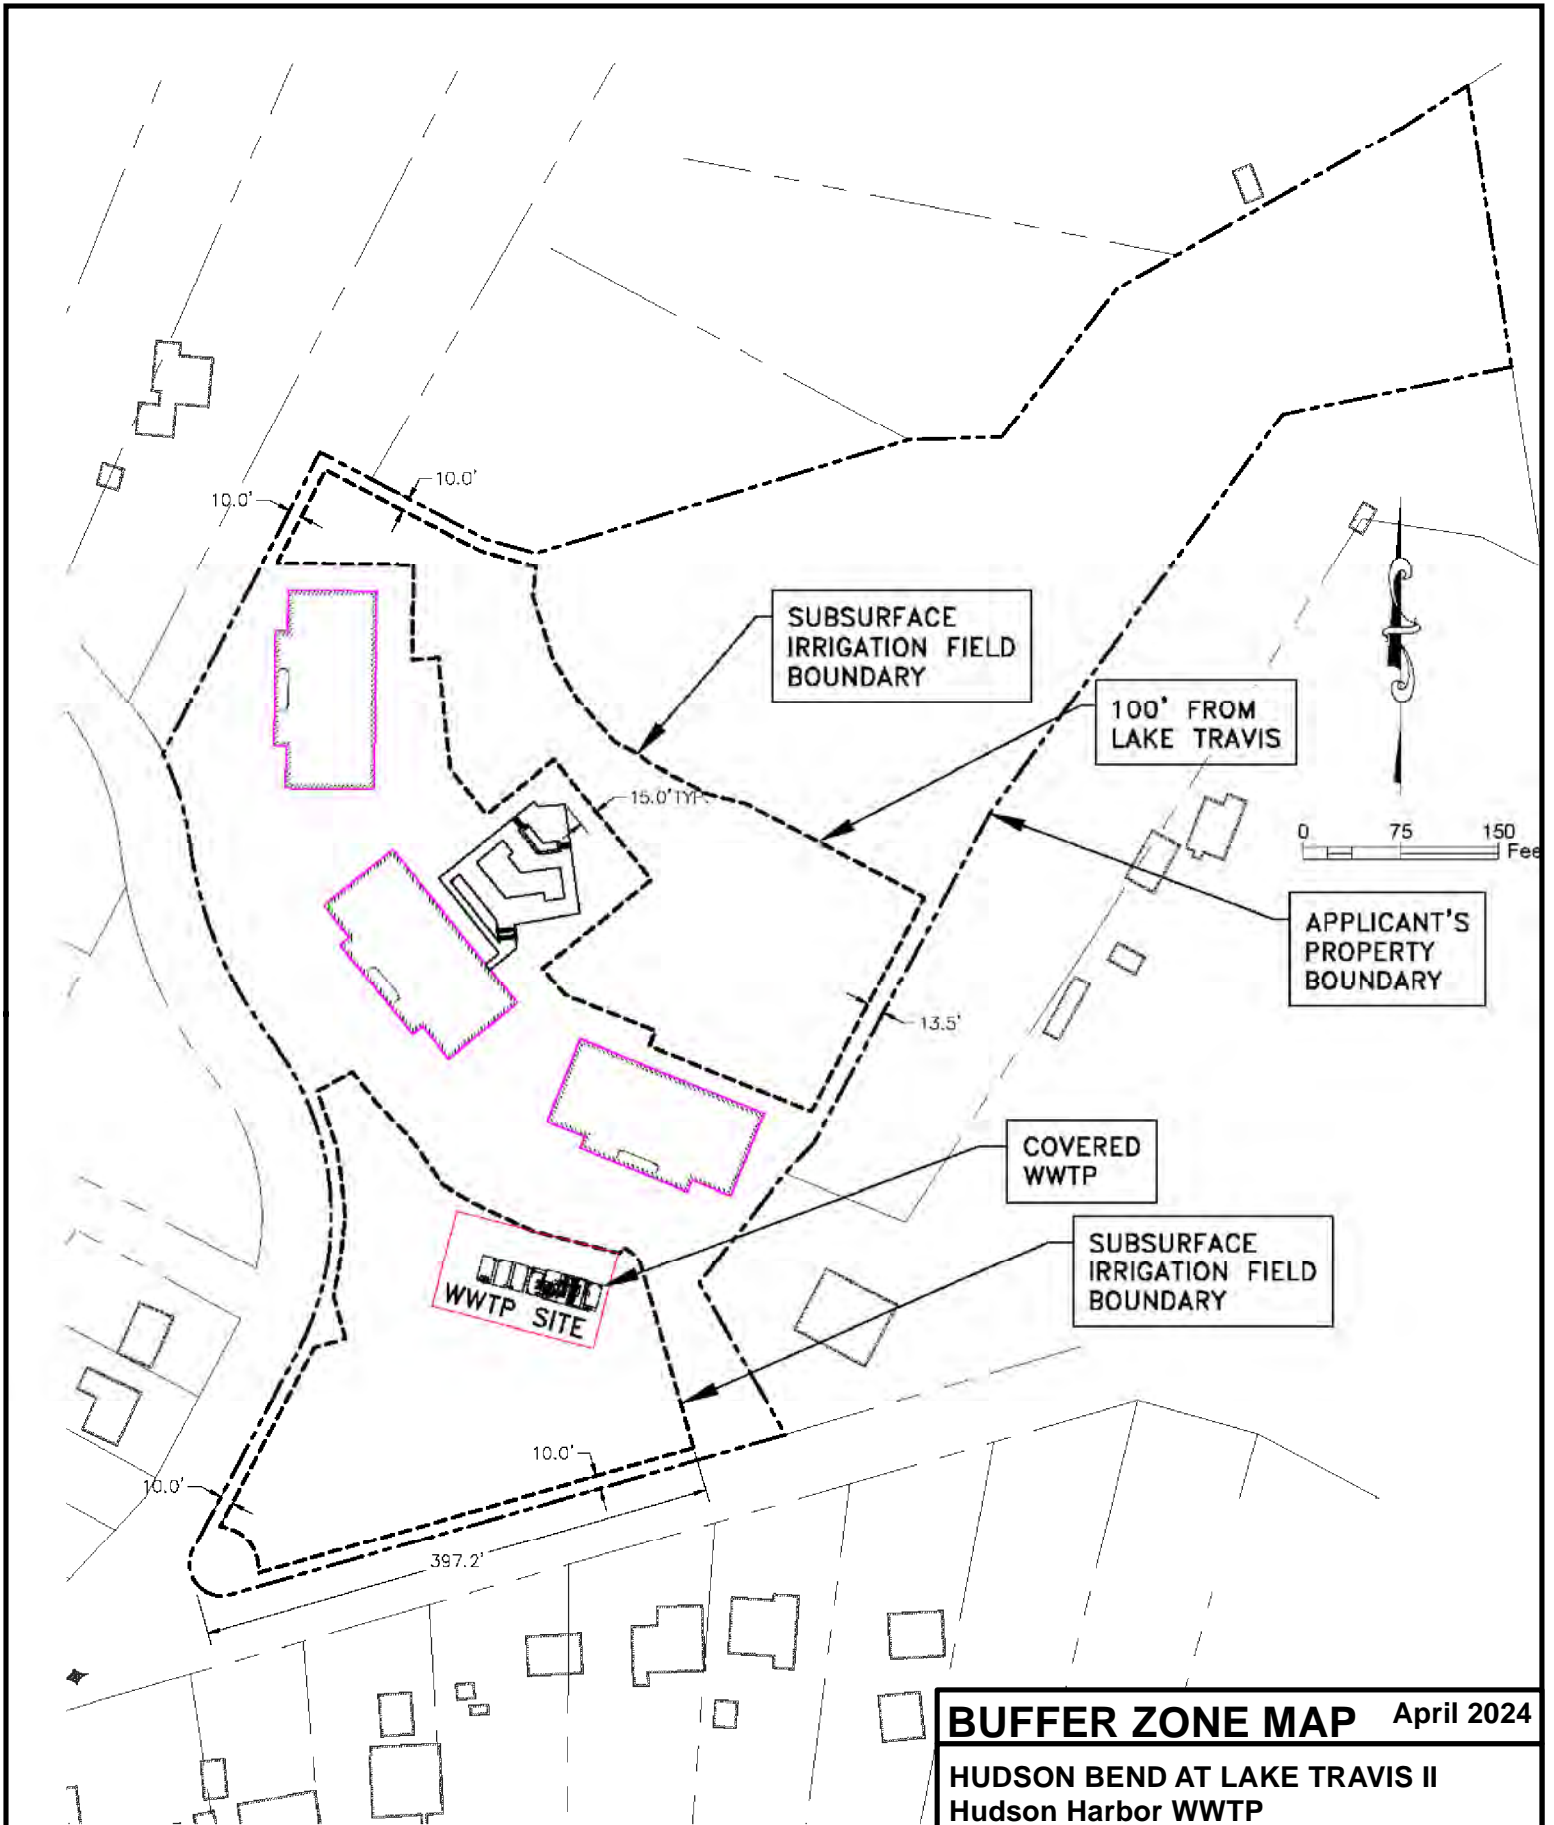 10.0'
10.0'
SUBSURFACE
IRRIGATION FIELD
BOUNDARY
100' FROM
LAKE TRAVIS
15.0' TYP.
0 75 150
Fee
APPLICANT'S
PROPERTY
BOUNDARY
13.5'
COVERED
WWTP
SUBSURFACE
IRRIGATION FIELD
BOUNDARY
WWTP SITE
10.0'
10.0'
397.2'
BUFFER ZONE MAP April 2024
HUDSON BEND AT LAKE TRAVIS II
Hudson Harbor WWTP